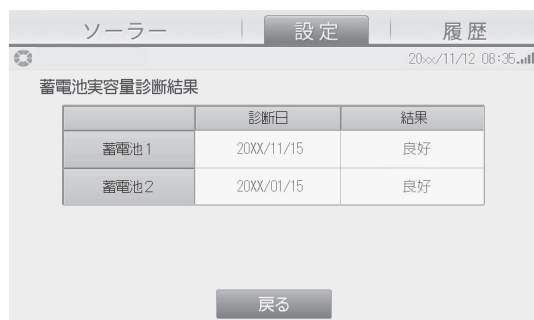 ソーラー 設定 履歴
20xx/11/12 08:35
蓄電池実容量診断結果
診断日 結果
蓄電池1 20XX/11/15 良好
蓄電池2 20XX/01/15 良好
戻る